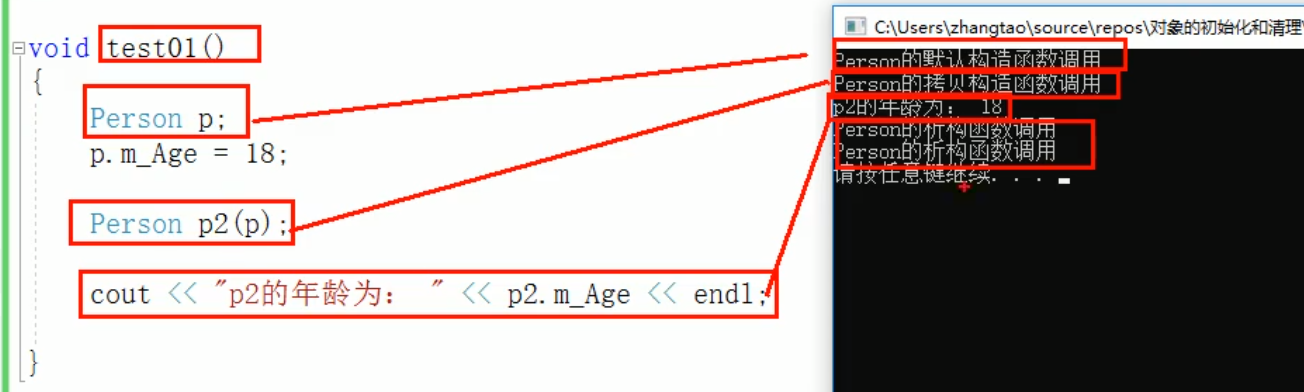 void test01()
{
Person p;
p.m_Age = 18;
Person p2(p);
cout << "p2的年龄为： " << p2.m_Age << endl;
}
C:\Users\zhangtao\source\repos\对象的初始化和清理\
Person的默认构造函数调用
Person的拷贝构造函数调用
p2的年龄为： 18
Person的析构函数调用
Person的析构函数调用
请按任意键继续. . .